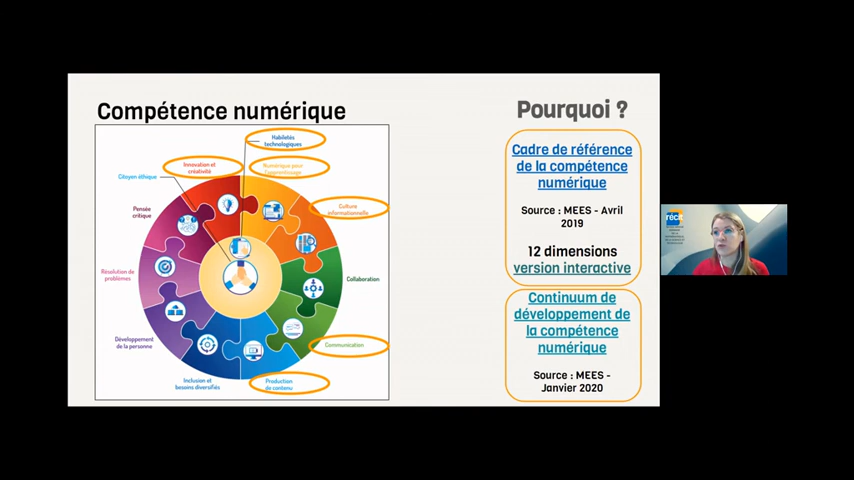 Compétence numérique
Pourquoi ?
Habiletés
technologiques
Innovation et
créativité
Numérique pour
l'apprentissage
Citoyen éthique
Pensée
critique
Culture
informationnelle
Résolution de
problèmes
Collaboration
Développement
de la personne
Communication
Inclusion et
besoins diversifiés
Production
de contenu
Cadre de référence
de la compétence
numérique
Source : MEES - Avril
2019
12 dimensions
version interactive
Continuum de
développement de
la compétence
numérique
Source : MEES -
Janvier 2020
récit